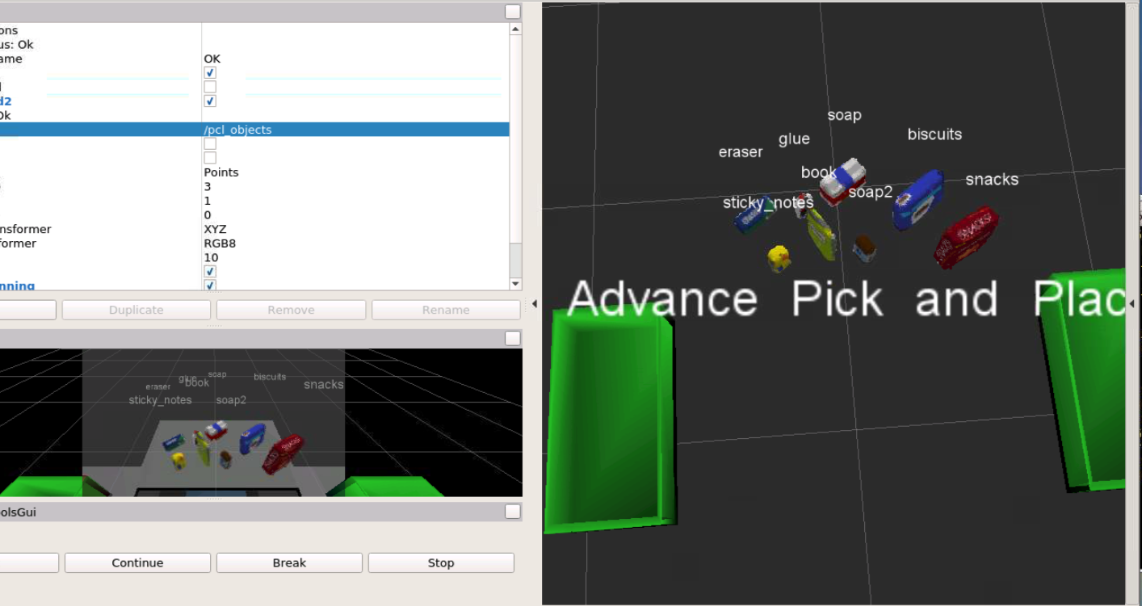 ons
us: Ok
ame OK
d2
Ok
/pcl_objects
Points
3
1
0
nsformer XYZ
ormer RGB8
10
nning
Duplicate Remove Rename
soap
glue
biscuits
eraser
book
snacks
soap2
sticky_notes
SNACKS
Advance Pick and Plac
soap
glue
book
biscuits
eraser
snacks
sticky_notes
soap2
olsGui
Continue Break Stop